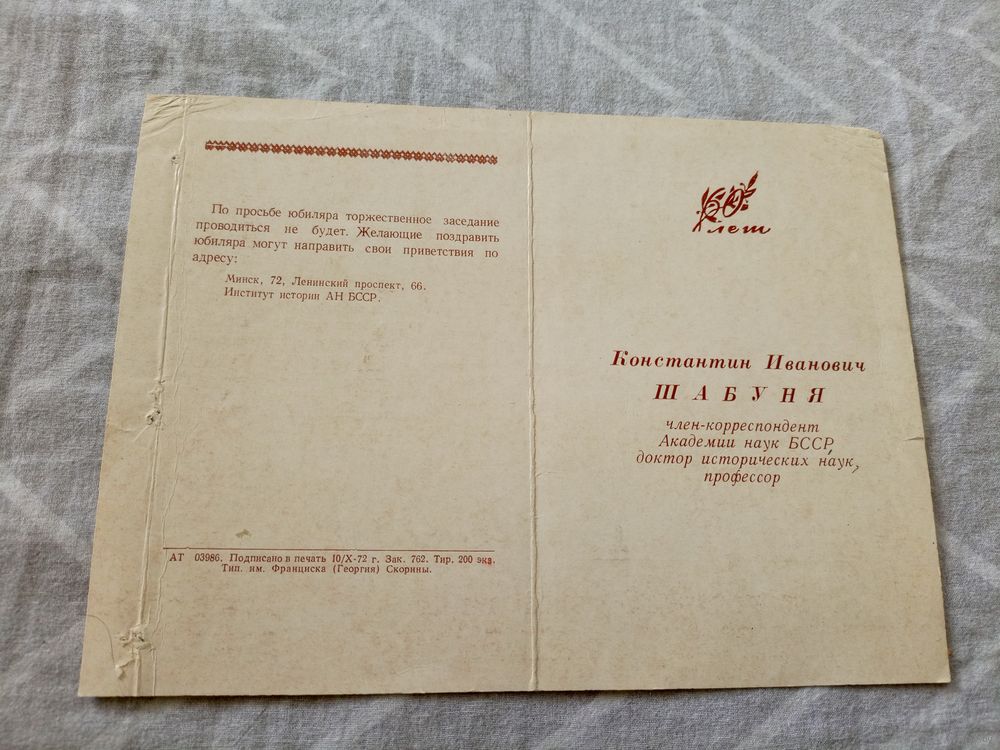 По просьбе юбиляра торжественное заседание
проводиться не будет. Желающие поздравить
юбиляра могут направить свои приветствия по
адресу:
Минск, 72, Ленинский проспект, 66.
Институт истории АН БССР.
АТ 03986. Подписано в печать 10/X-72 г. Зак. 762. Тир. 200 экз.
Тип. им. Франциска (Георгия) Скорины.
60
лет
Константин Иванович
ШАБУНЯ
член-корреспондент
Академии наук БССР,
доктор исторических наук,
профессор